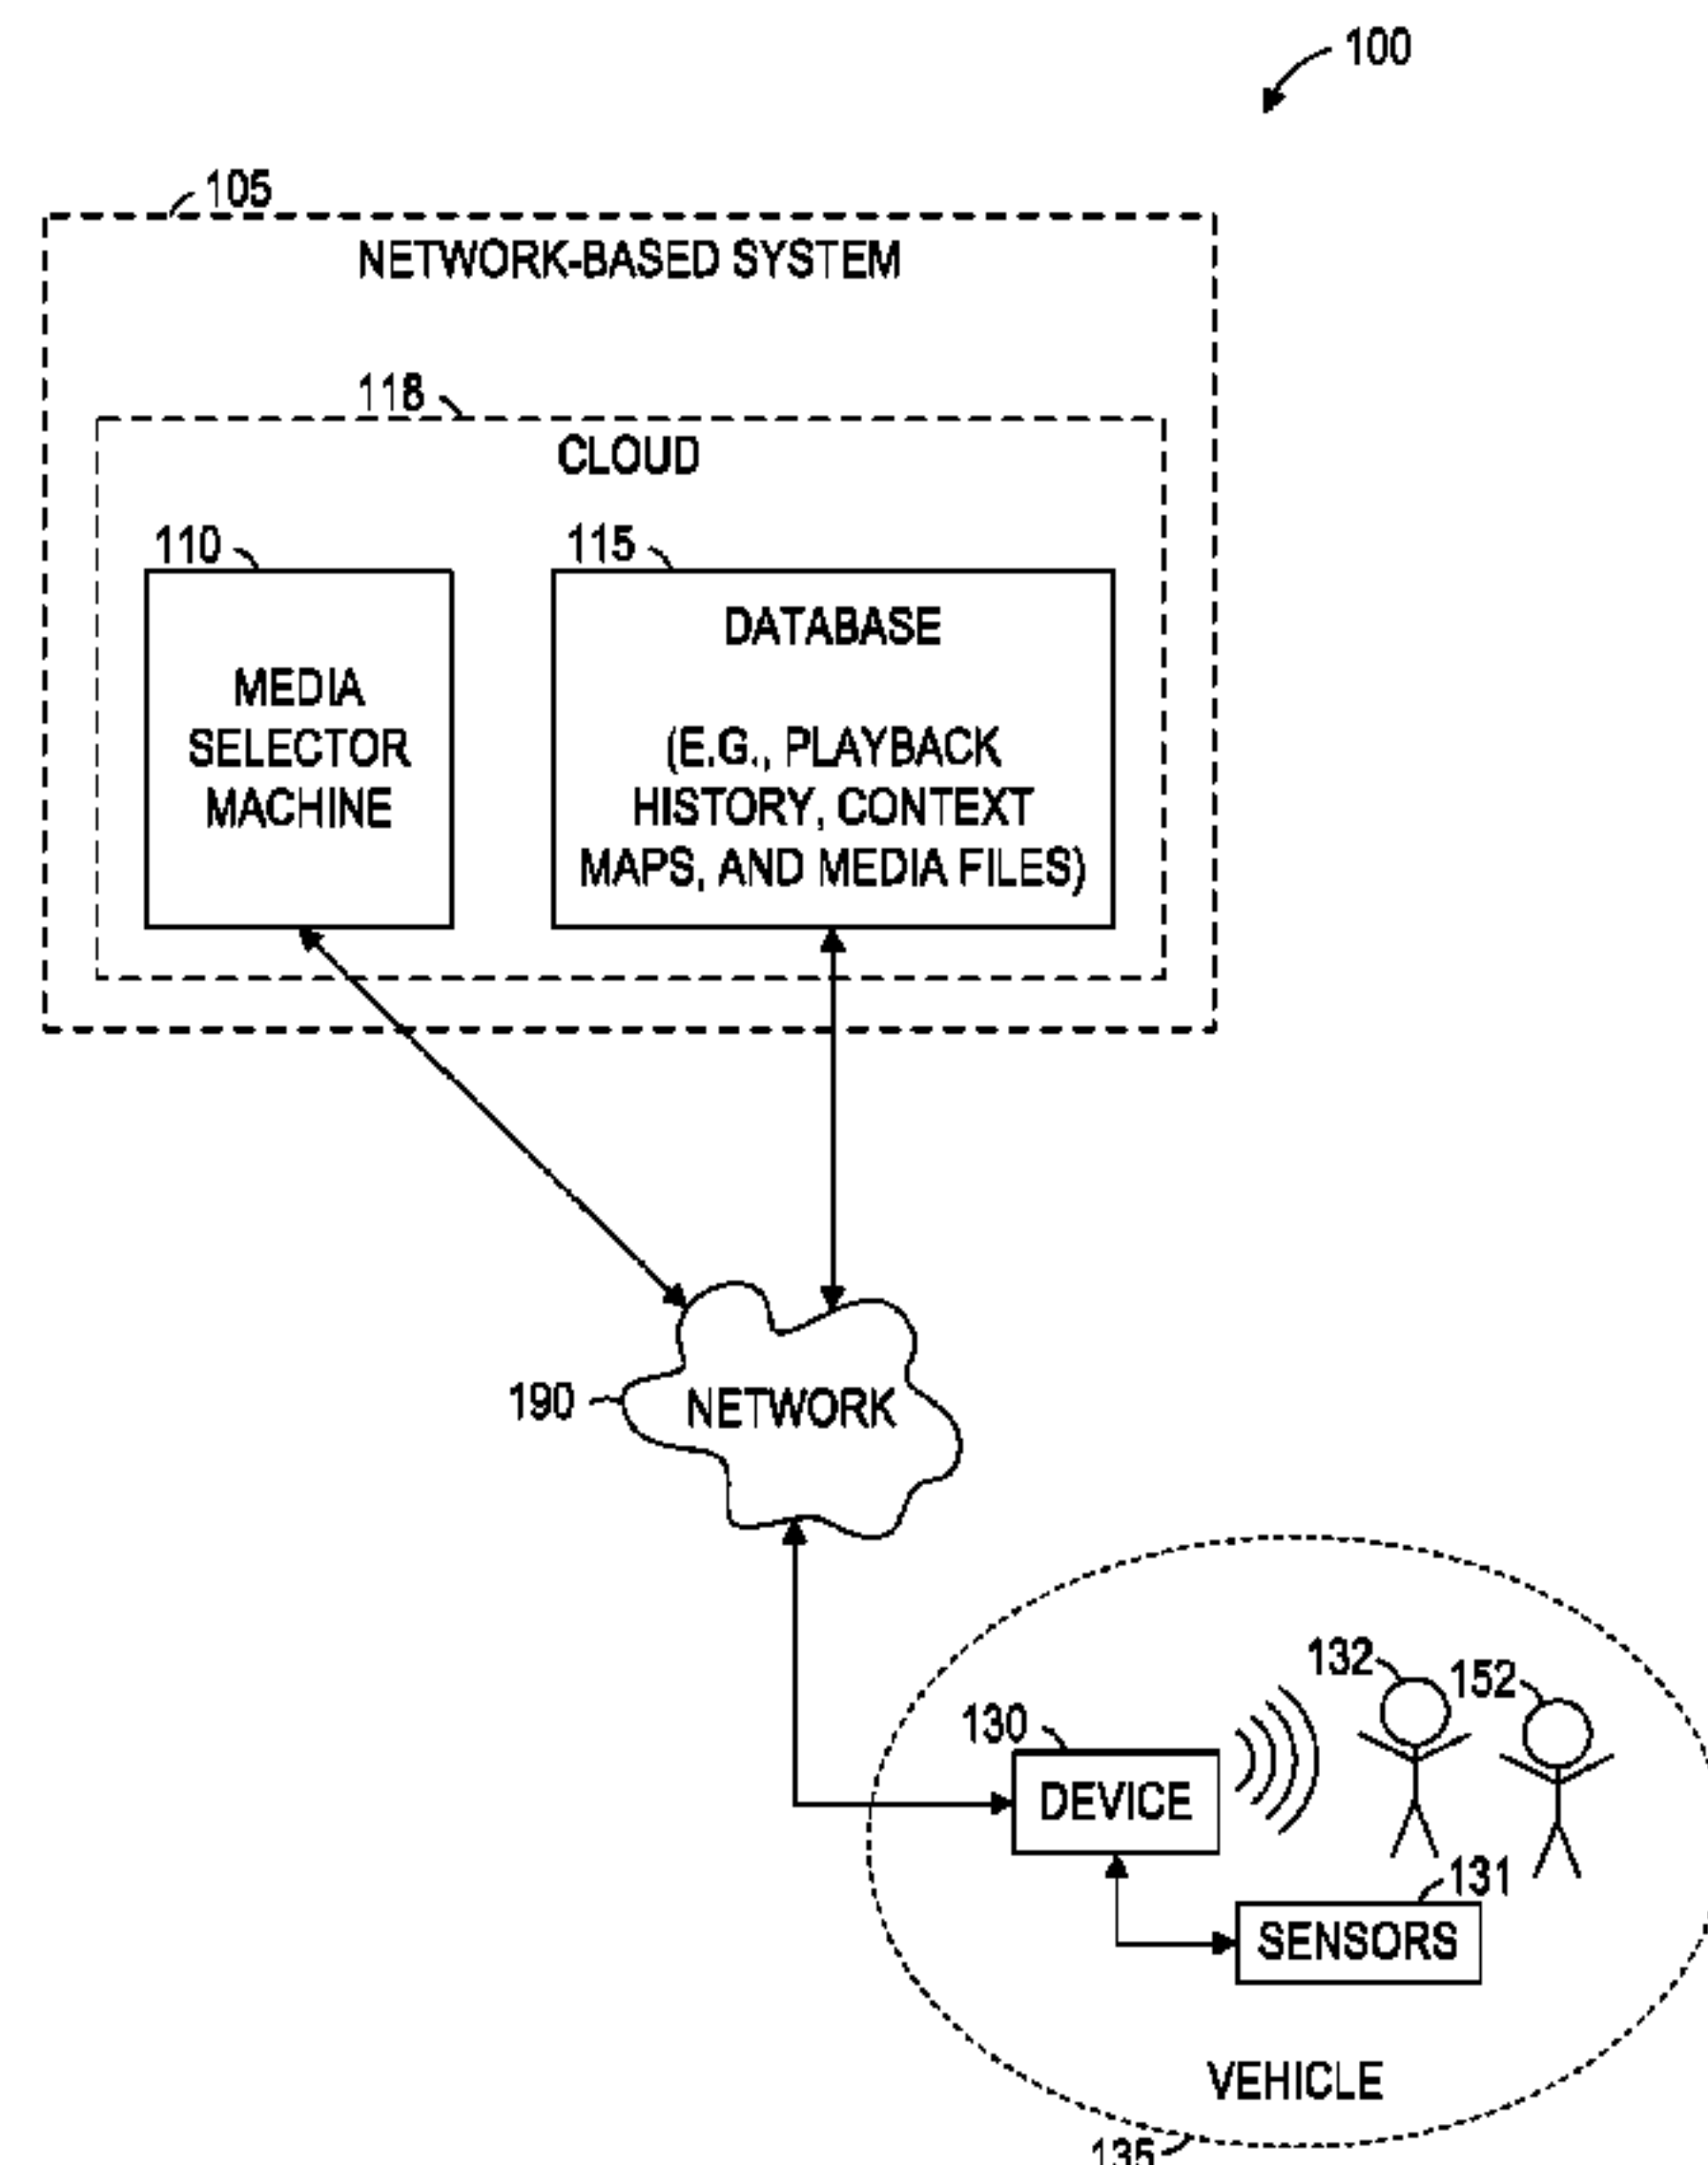 100
105
NETWORK-BASED SYSTEM
118
CLOUD
110
115
MEDIA
SELECTOR
MACHINE
DATABASE
(E.G., PLAYBACK
HISTORY, CONTEXT
MAPS, AND MEDIA FILES)
190
NETWORK
132
152
130
DEVICE
131
SENSORS
VEHICLE
135